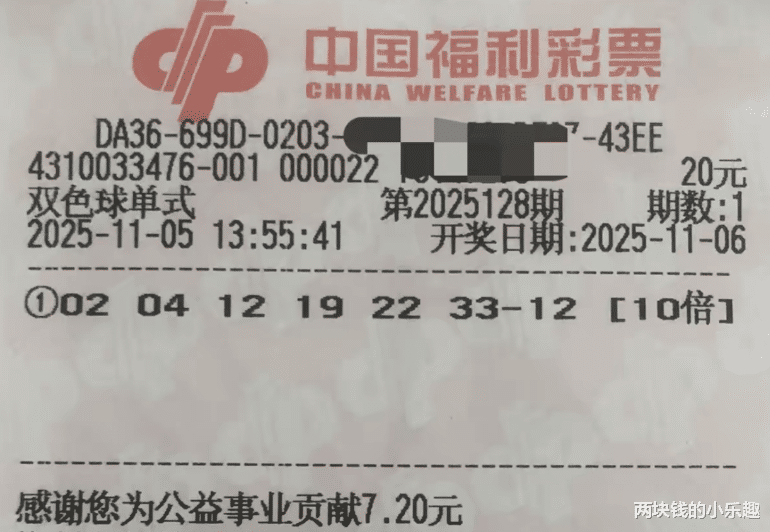 中国福利彩票
CHINA WELFARE LOTTERY
DA36-699D-0203- -43EE
4310033476-001 000022 20元
双色球单式 第2025128期 期数:1
2025-11-05 13:55:41 开奖日期:2025-11-06
①02 04 12 19 22 33-12 [10倍]
感谢您为公益事业贡献7.20元
两块钱的小乐趣